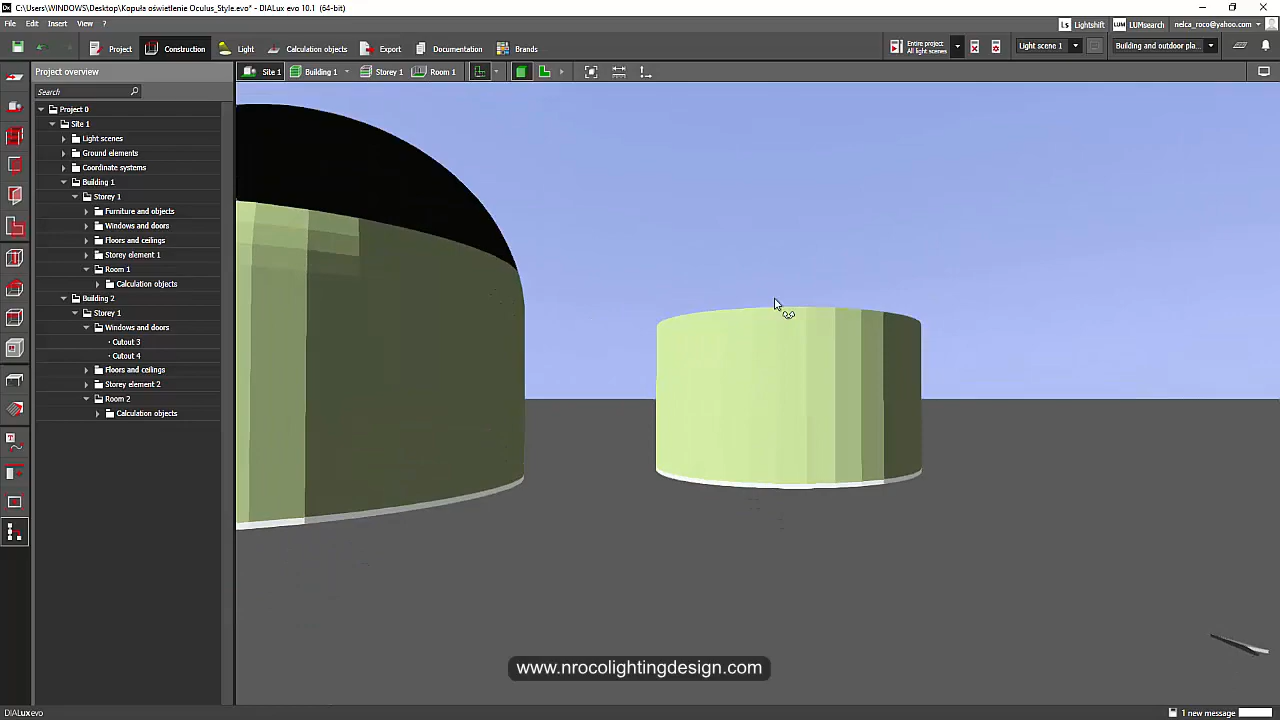 C:\Users\WINDOWS\Desktop\Kopuła oświetlenie Oculus_Style.evo* - DIALux evo 10.1 (64-bit)
File Edit Insert View ?
Lightshift LUMsearch nelca_roco@yahoo.com
Project Construction Light Calculation objects Export Documentation Brands
Entire project
All light scenes
Light scene 1
Building and outdoor pla...
Project overview
Site 1 Building 1 Storey 1 Room 1
Search
Project 0
Site 1
Light scenes
Ground elements
Coordinate systems
Building 1
Storey 1
Furniture and objects
Windows and doors
Floors and ceilings
Storey element 1
Room 1
Calculation objects
Building 2
Storey 1
Windows and doors
Cutout 3
Cutout 4
Floors and ceilings
Storey element 2
Room 2
Calculation objects
www.nrocolightingdesign.com
DIALux evo
1 new message